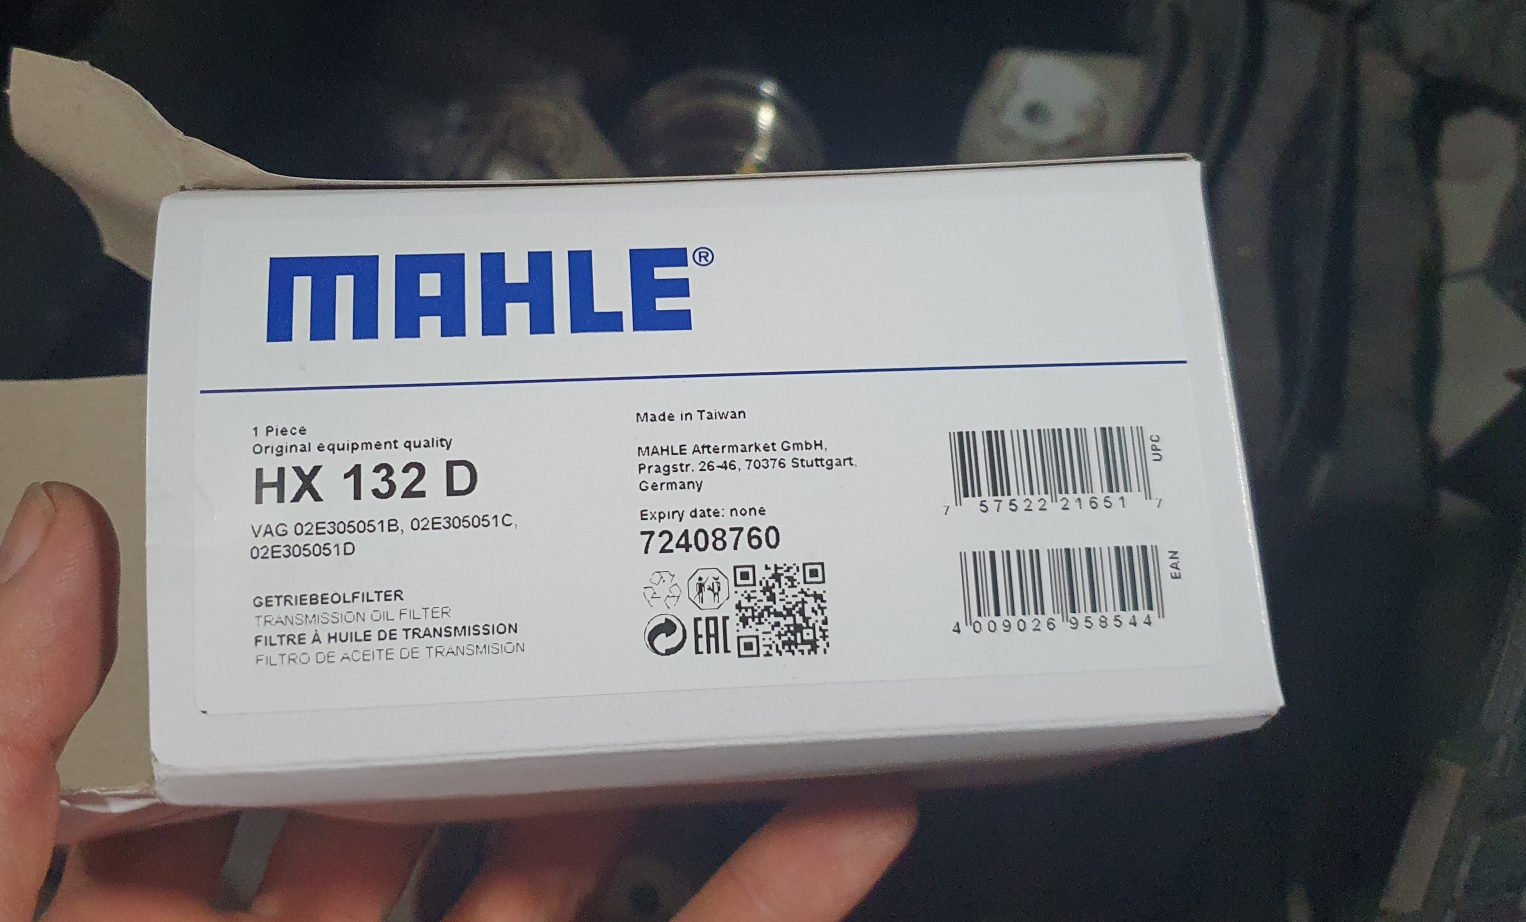 MAHLE®
1 Piece
Original equipment quality
HX 132 D
VAG 02E305051B, 02E305051C,
02E305051D
GETRIEBEOLFILTER
TRANSMISSION OIL FILTER
FILTRE À HUILE DE TRANSMISSION
FILTRO DE ACEITE DE TRANSMISIÓN
Made in Taiwan
MAHLE Aftermarket GmbH,
Pragstr. 26-46, 70376 Stuttgart,
Germany
Expiry date: none
72408760
EAC
7 57522 21651 7
UPC
4 009026 958544
EAN